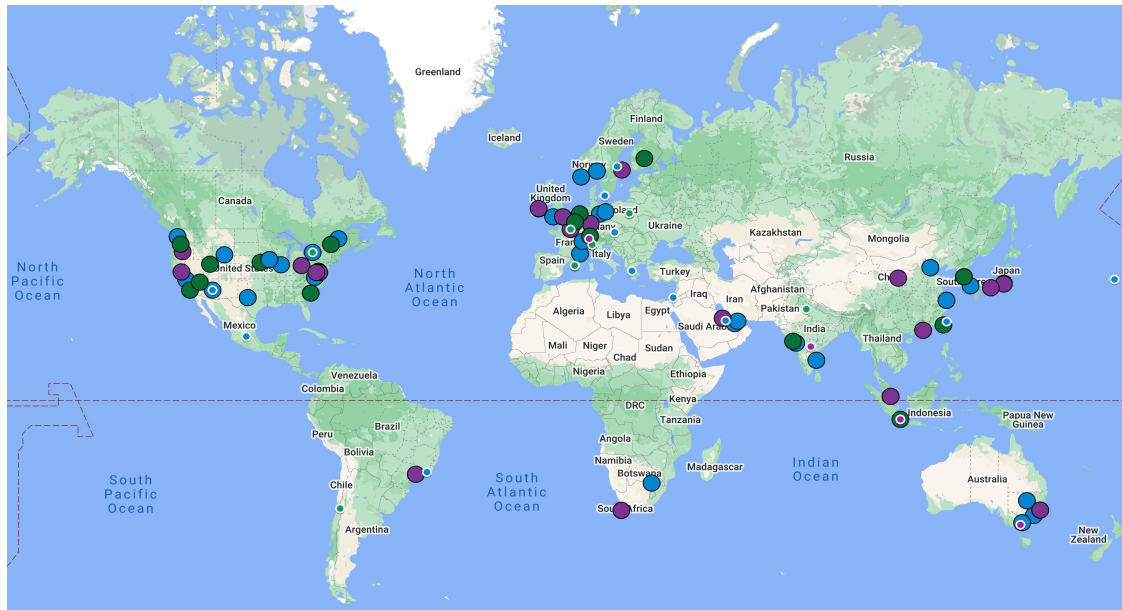 Greenland
Finland
Iceland
Sweden
Russia
Norway
Canada
United
Kingdom
Poland
Ukraine
Kazakhstan
Mongolia
North
Pacific
Ocean
North
Atlantic
Ocean
United States
Italy
Spain
Turkey
Japan
Iraq
Iran
Afghanistan
Pakistan
Algeria
Libya
Egypt
Mexico
India
Thailand
Mali
Niger
Sudan
Chad
Venezuela
Nigeria
Ethiopia
Colombia
DRC
Kenya
Indonesia
Papua New
Guinea
Tanzania
Peru
Brazil
Angola
Bolivia
Namibia
Botswana
Madagascar
Indian
Ocean
South
Pacific
Ocean
South
Atlantic
Ocean
Chile
Australia
South Africa
Argentina
New
Zealand